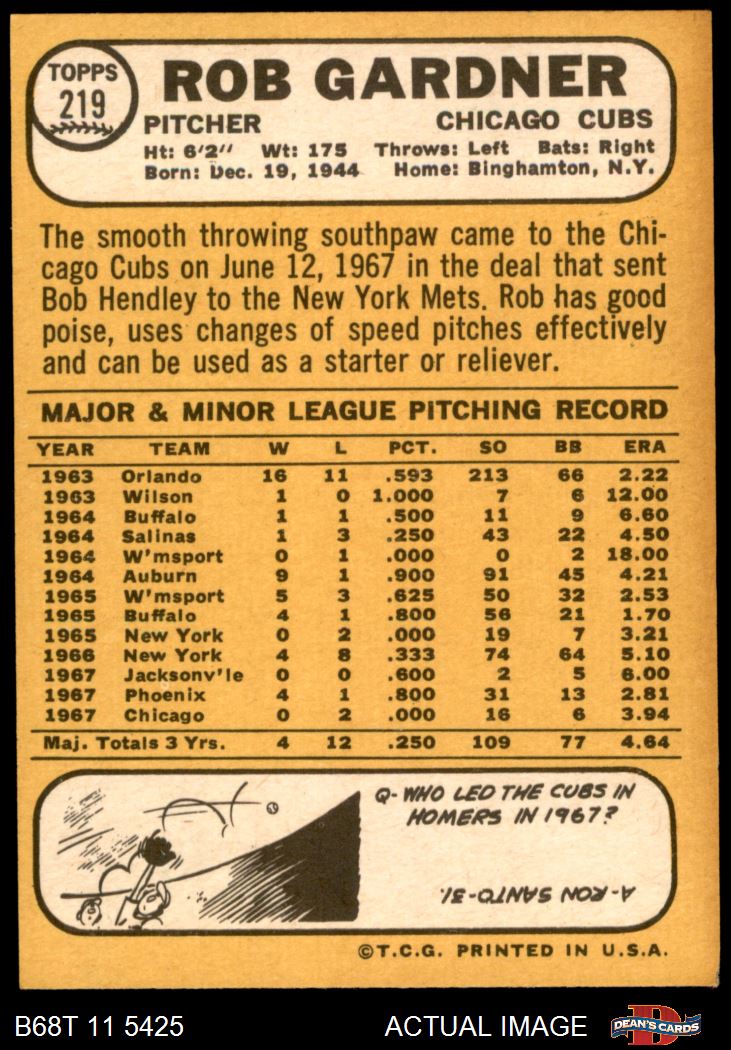 TOPPS
219
ROB GARDNER
PITCHER CHICAGO CUBS
Ht: 6'2" Wt: 175 Throws: Left Bats: Right
Born: Dec. 19, 1944 Home: Binghamton, N.Y.
The smooth throwing southpaw came to the Chi-
cago Cubs on June 12, 1967 in the deal that sent
Bob Hendley to the New York Mets. Rob has good
poise, uses changes of speed pitches effectively
and can be used as a starter or reliever.
MAJOR & MINOR LEAGUE PITCHING RECORD
YEAR TEAM W L PCT. SO BB ERA
1963 Orlando 16 11 .593 213 66 2.22
1963 Wilson 1 0 1.000 7 6 12.00
1964 Buffalo 1 1 .500 11 9 6.60
1964 Salinas 1 3 .250 43 22 4.50
1964 W'msport 0 1 .000 0 2 18.00
1964 Auburn 9 1 .900 91 45 4.21
1965 W'msport 5 3 .625 50 32 2.53
1965 Buffalo 4 1 .800 56 21 1.70
1965 New York 0 2 .000 19 7 3.21
1966 New York 4 8 .333 74 64 5.10
1967 Jacksonv'le 0 0 .600 2 5 6.00
1967 Phoenix 4 1 .800 31 13 2.81
1967 Chicago 0 2 .000 16 6 3.94
Maj. Totals 3 Yrs. 4 12 .250 109 77 4.64
Q- WHO LED THE CUBS IN
HOMERS IN 1967?
A-RON SANTO-31.
©T.C.G. PRINTED IN U.S.A.
B68T 11 5425 ACTUAL IMAGE D DEAN'S CARDS